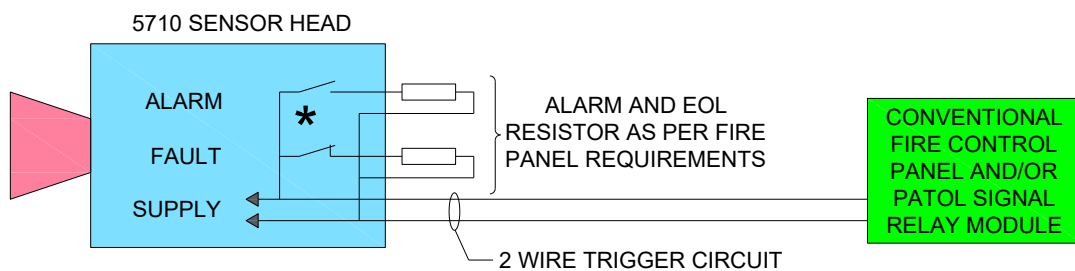 5710 SENSOR HEAD
ALARM
*
FAULT
SUPPLY
ALARM AND EOL
RESISTOR AS PER FIRE
PANEL REQUIREMENTS
2 WIRE TRIGGER CIRCUIT
CONVENTIONAL
FIRE CONTROL
PANEL AND/OR
PATOL SIGNAL
RELAY MODULE